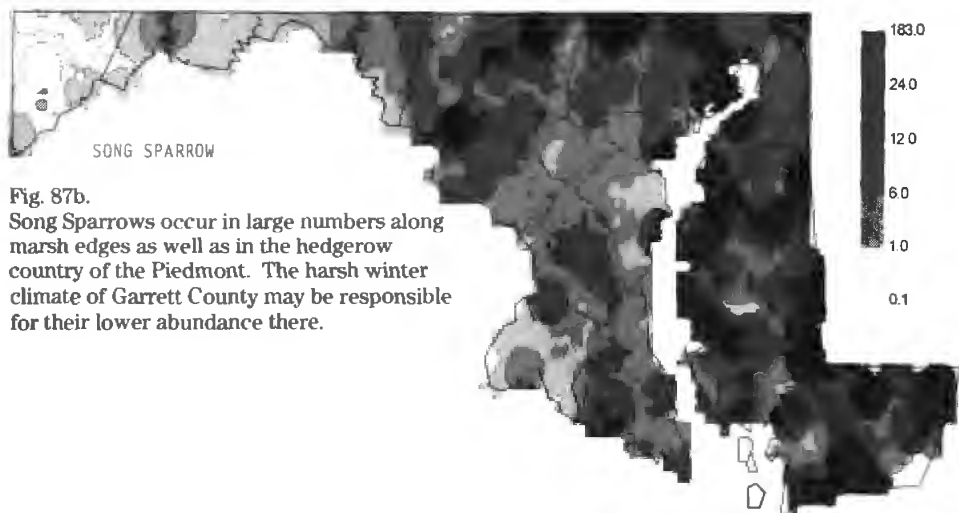 183.0
24.0
12 0
6.0
1.0
0.1
SONG SPARROW
Fig. 87b.
Song Sparrows occur in large numbers along
marsh edges as well as in the hedgerow
country of the Piedmont. The harsh winter
climate of Garrett County may be responsible
for their lower abundance there.